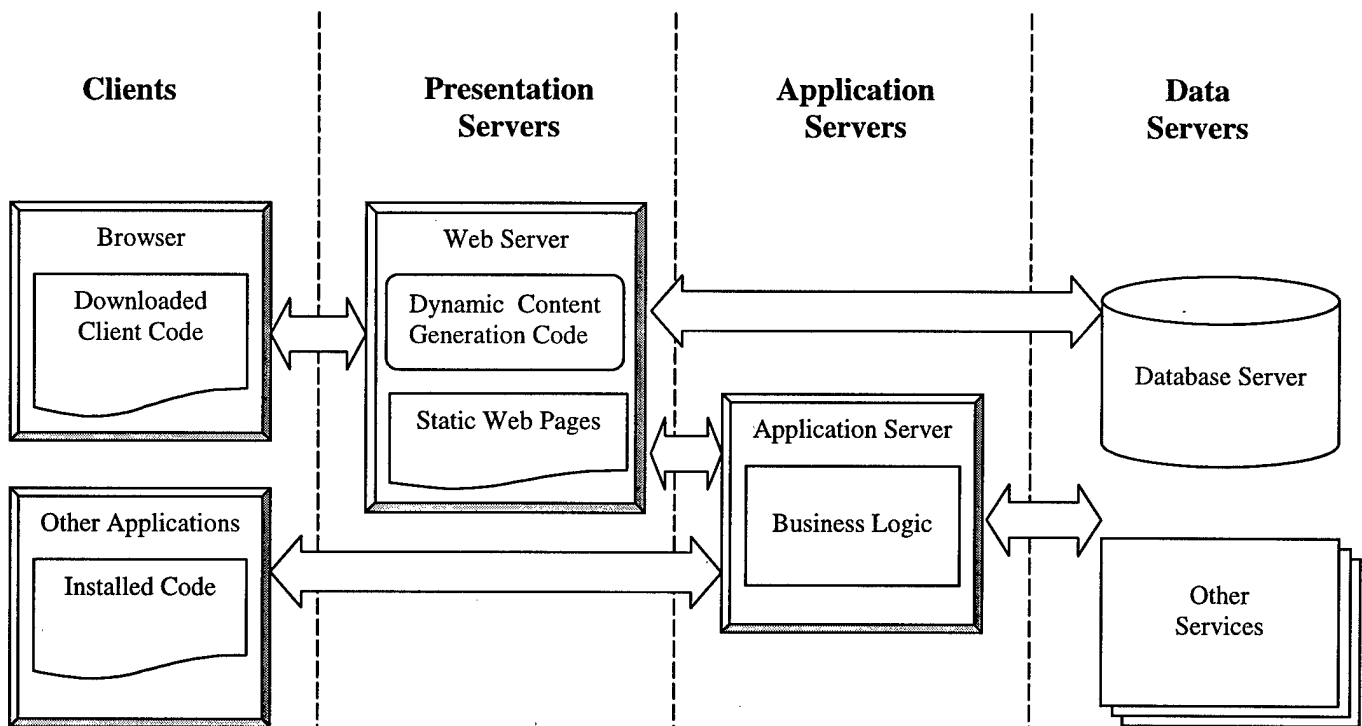 Clients
Presentation
Servers
Application
Servers
Data
Servers
Browser
Downloaded
Client Code
Other Applications
Installed Code
Web Server
Dynamic Content
Generation Code
Static Web Pages
Application Server
Business Logic
Database Server
Other
Services